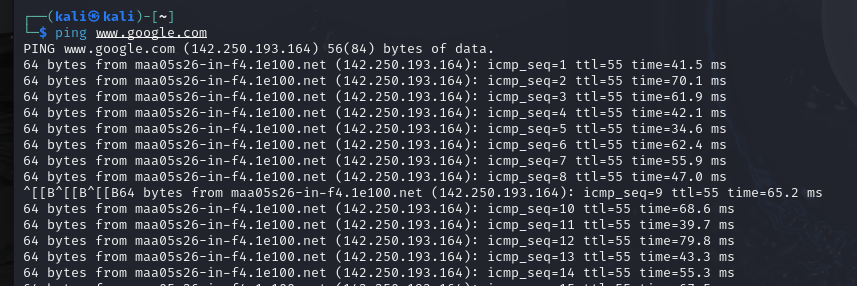 ┌──(kali㉿kali)-[~]
└─$ ping www.google.com
PING www.google.com (142.250.193.164) 56(84) bytes of data.
64 bytes from maa05s26-in-f4.1e100.net (142.250.193.164): icmp_seq=1 ttl=55 time=41.5 ms
64 bytes from maa05s26-in-f4.1e100.net (142.250.193.164): icmp_seq=2 ttl=55 time=70.1 ms
64 bytes from maa05s26-in-f4.1e100.net (142.250.193.164): icmp_seq=3 ttl=55 time=61.9 ms
64 bytes from maa05s26-in-f4.1e100.net (142.250.193.164): icmp_seq=4 ttl=55 time=42.1 ms
64 bytes from maa05s26-in-f4.1e100.net (142.250.193.164): icmp_seq=5 ttl=55 time=34.6 ms
64 bytes from maa05s26-in-f4.1e100.net (142.250.193.164): icmp_seq=6 ttl=55 time=62.4 ms
64 bytes from maa05s26-in-f4.1e100.net (142.250.193.164): icmp_seq=7 ttl=55 time=55.9 ms
64 bytes from maa05s26-in-f4.1e100.net (142.250.193.164): icmp_seq=8 ttl=55 time=47.0 ms
^[[B^[[B^[[B64 bytes from maa05s26-in-f4.1e100.net (142.250.193.164): icmp_seq=9 ttl=55 time=65.2 ms
64 bytes from maa05s26-in-f4.1e100.net (142.250.193.164): icmp_seq=10 ttl=55 time=68.6 ms
64 bytes from maa05s26-in-f4.1e100.net (142.250.193.164): icmp_seq=11 ttl=55 time=39.7 ms
64 bytes from maa05s26-in-f4.1e100.net (142.250.193.164): icmp_seq=12 ttl=55 time=79.8 ms
64 bytes from maa05s26-in-f4.1e100.net (142.250.193.164): icmp_seq=13 ttl=55 time=43.3 ms
64 bytes from maa05s26-in-f4.1e100.net (142.250.193.164): icmp_seq=14 ttl=55 time=55.3 ms